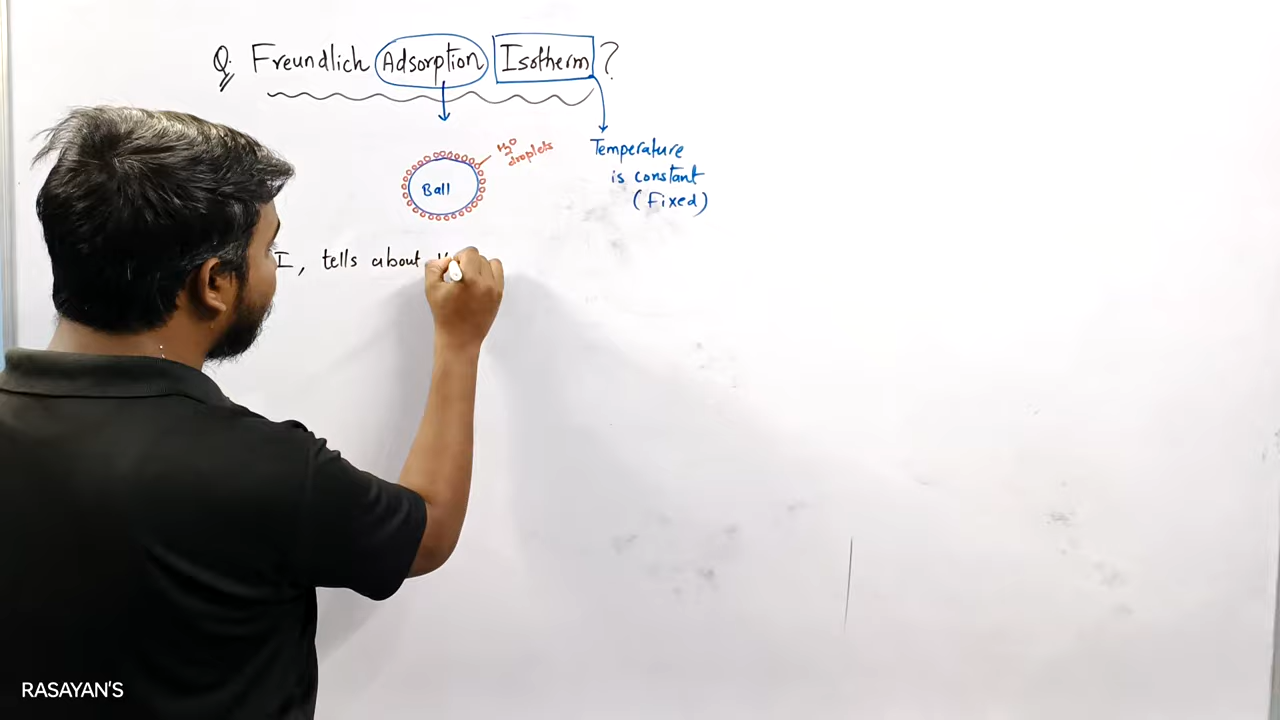 Q. Freundlich Adsorption Isotherm ?
H2O
droplets
Ball
Temperature
is constant
(Fixed)
I, tells about
RASAYAN'S